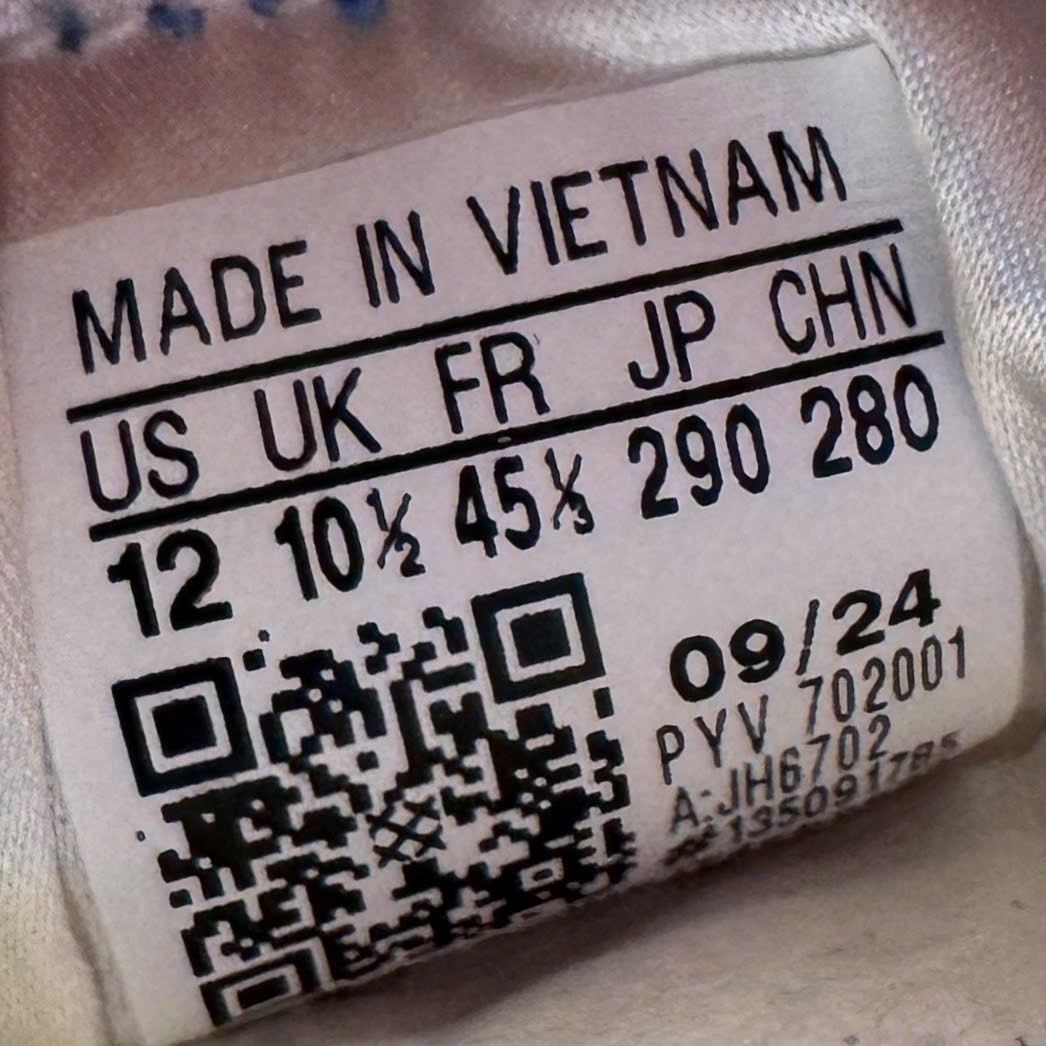 MADE IN VIETNAM
US UK FR JP CHN
12 10½ 45⅓ 290 280
09/24
PYV 702001
A:JH6702